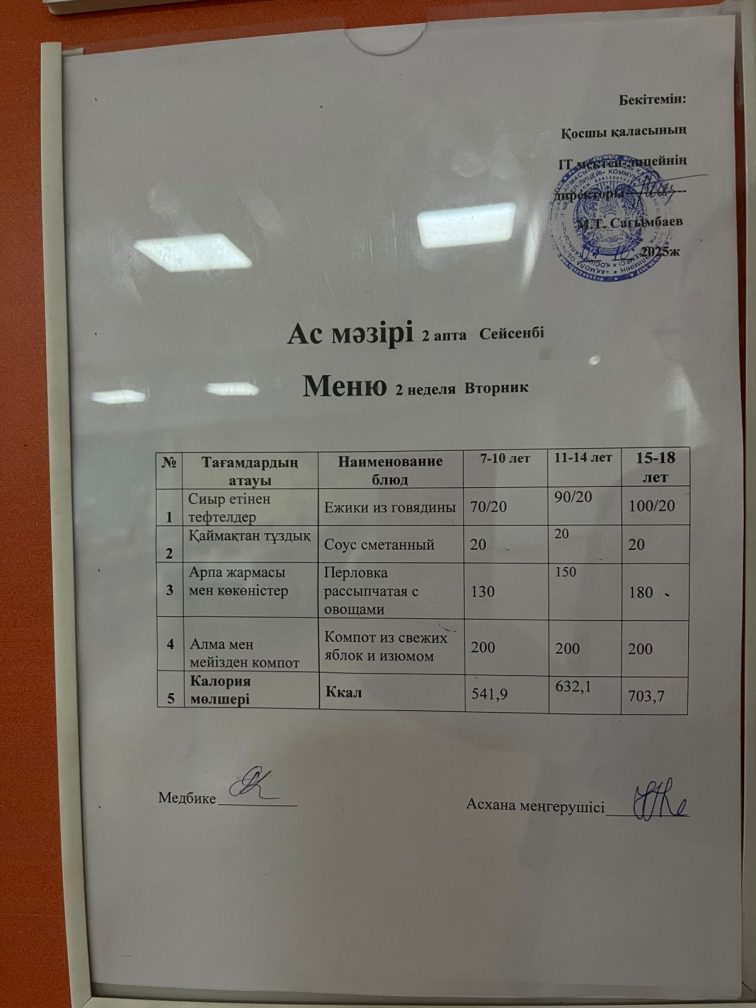 Бекітемін:
Қосшы қаласының
IT мектеп-лицейнің
директоры
М.Т. Сағымбаев
2025ж
Ас мәзірі 2 апта Сейсенбі
Меню 2 неделя Вторник
№ Тағамдардың атауы Наименование блюд 7-10 лет 11-14 лет 15-18 лет
1 Сиыр етінен тефтелдер Ежики из говядины 70/20 90/20 100/20
2 Қаймақтан тұздық Соус сметанный 20 20 20
3 Арпа жармасы мен көкөністер Перловка рассыпчатая с овощами 130 150 180
4 Алма мен мейізден компот Компот из свежих яблок и изюмом 200 200 200
5 Калория мөлшері Ккал 541,9 632,1 703,7
Медбике Асхана меңгерушісі